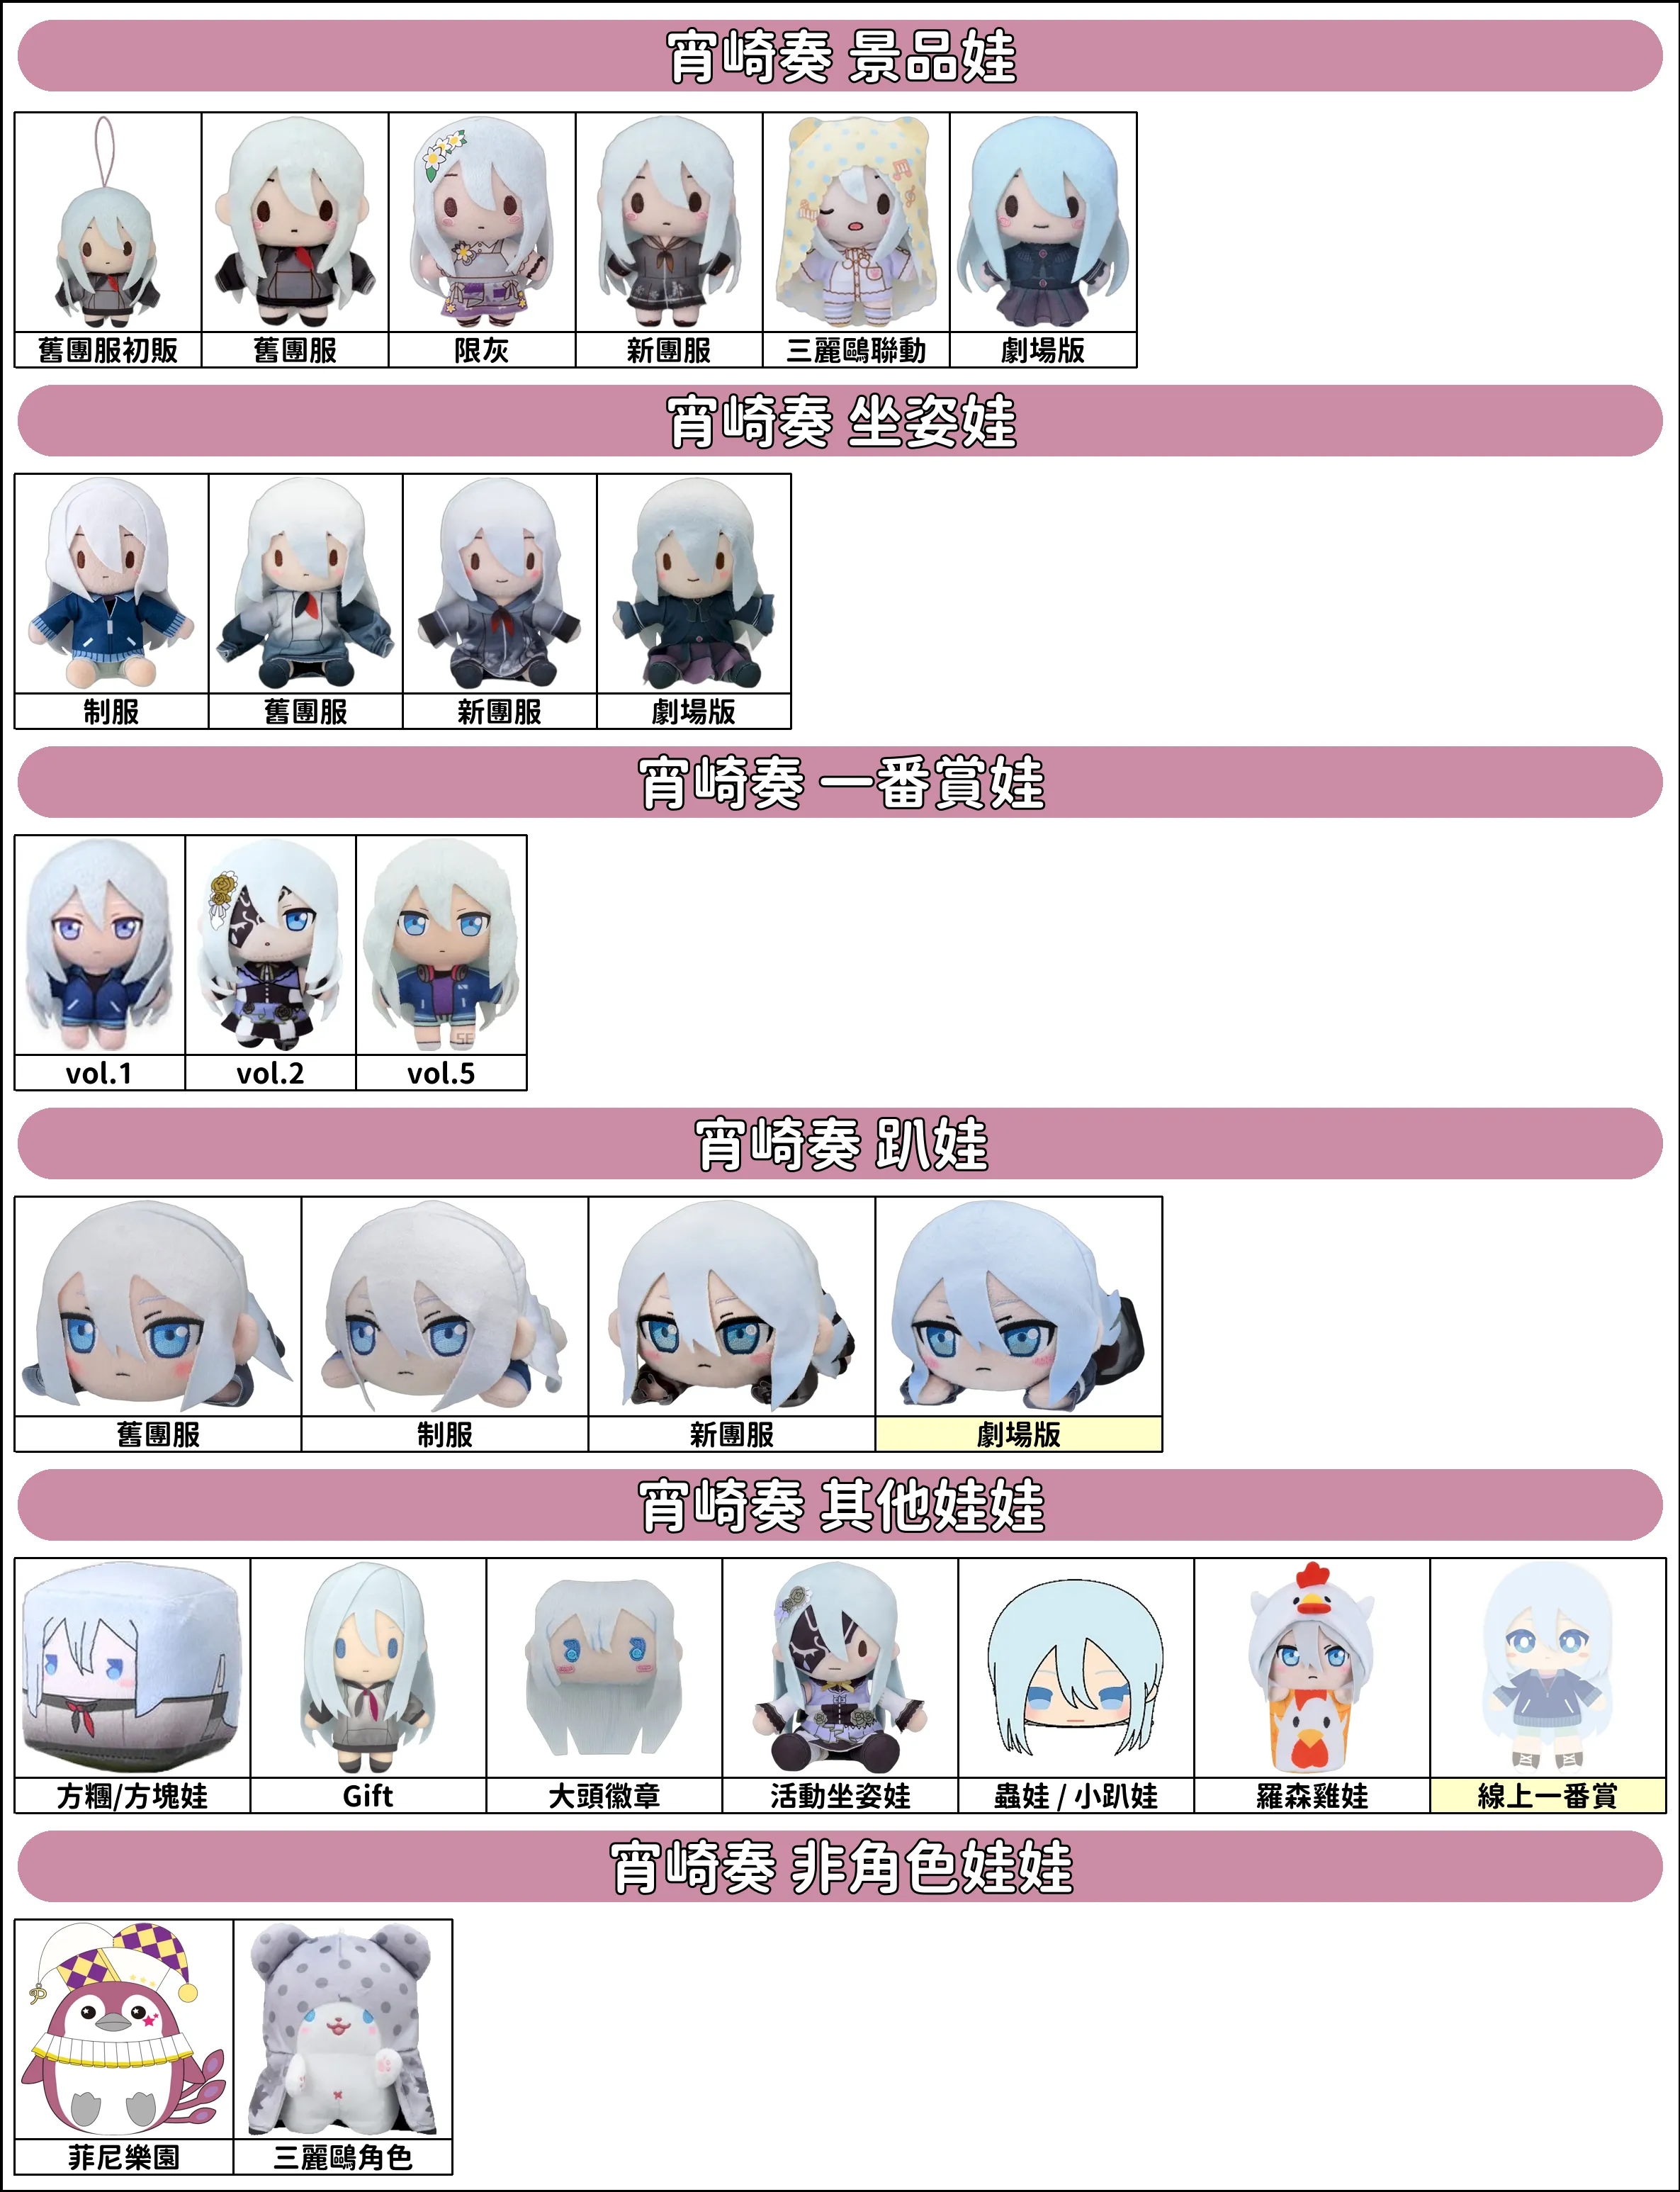 宵崎奏 景品娃
舊團服初販
舊團服
限灰
新團服
三麗鷗聯動
劇場版
宵崎奏 坐姿娃
制服
舊團服
新團服
劇場版
宵崎奏 一番賞娃
vol.1
vol.2
vol.5
宵崎奏 趴娃
舊團服
制服
新團服
劇場版
宵崎奏 其他娃娃
方糰/方塊娃
Gift
大頭徽章
活動坐姿娃
蟲娃 / 小趴娃
羅森雞娃
線上一番賞
宵崎奏 非角色娃娃
菲尼樂園
三麗鷗角色